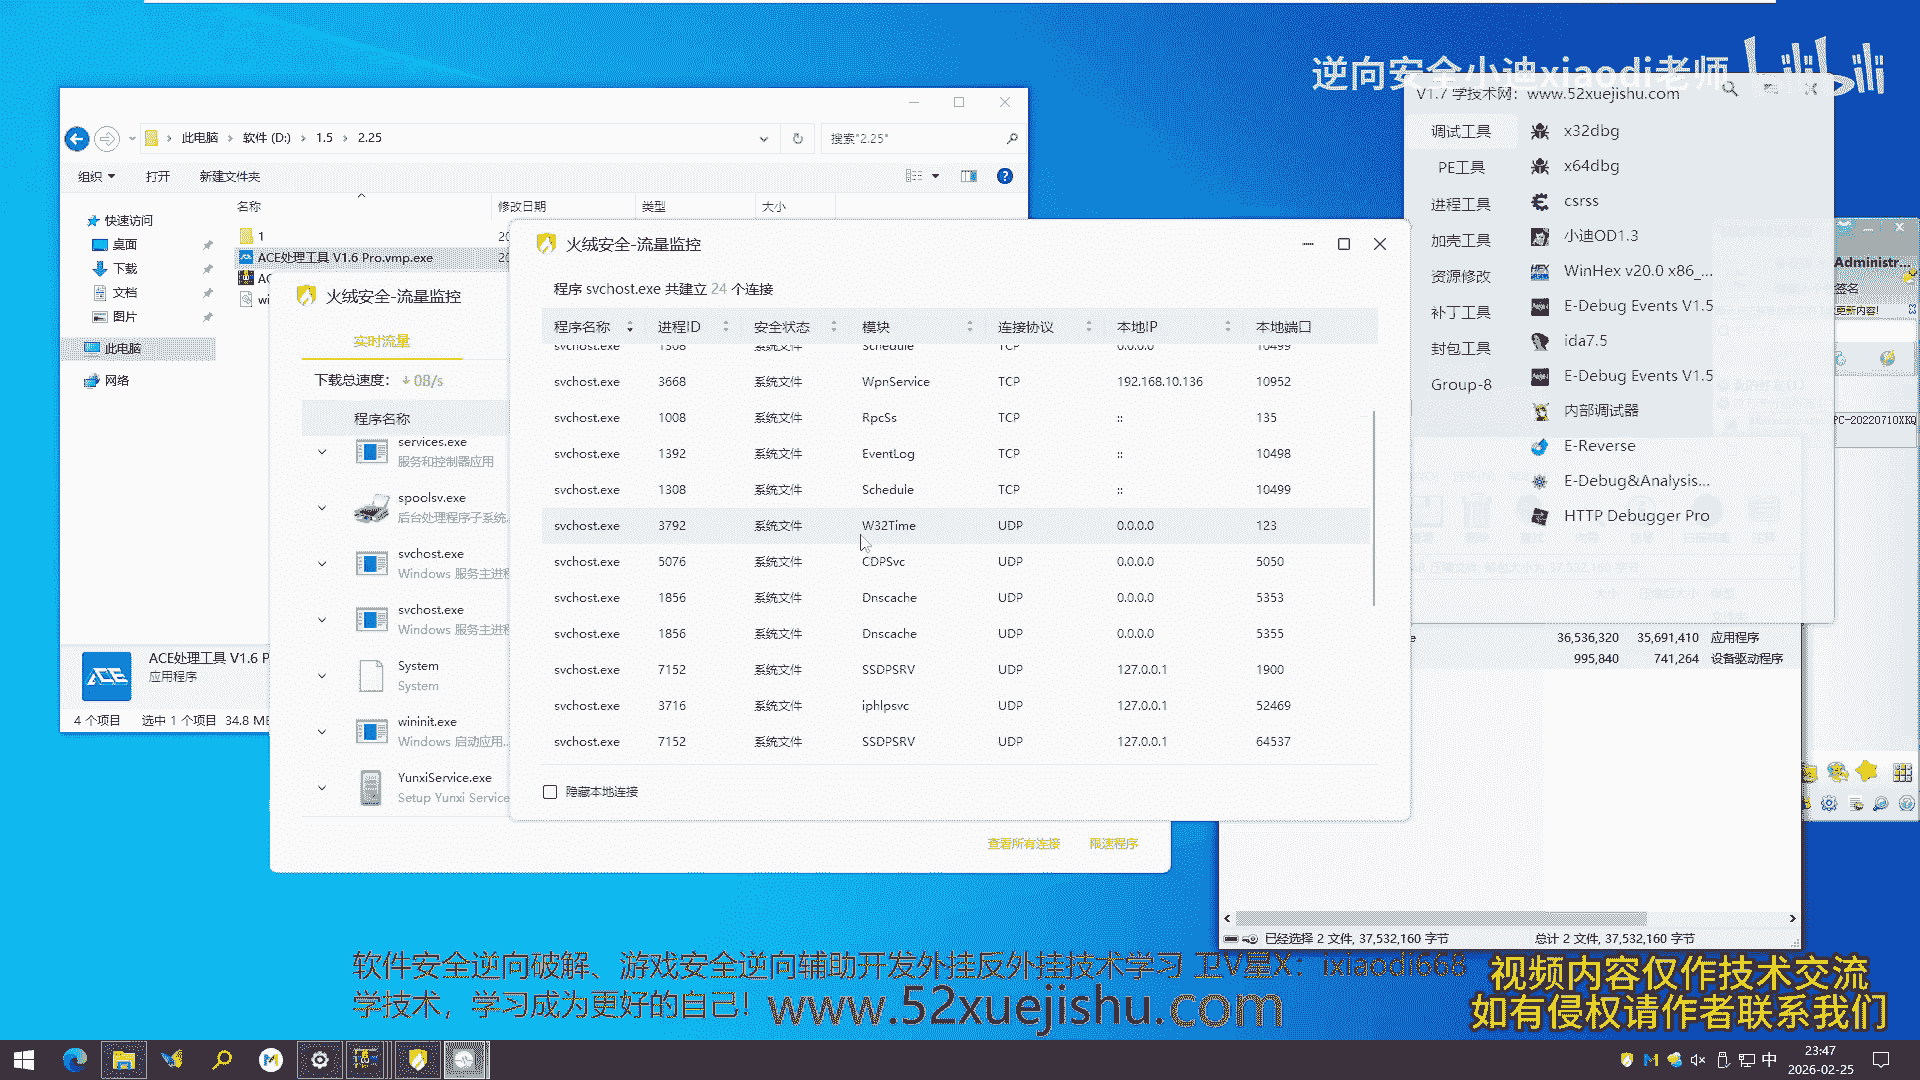 逆向安全小迪xiaodi老师
bilibili
此电脑 › 软件 (D:) › 1.5 › 2.25
搜索"2.25"
组织 打开 新建文件夹
名称 修改日期 类型 大小
快速访问
桌面
下载
文档
图片
此电脑
网络
1
ACE处理工具 V1.6 Pro.vmp.exe
AC
wi
ACE处理工具 V1.6 P
应用程序
4 个项目 选中 1 个项目 34.8 ME
火绒安全-流量监控
实时流量
下载总速度: ↓0B/s
程序名称
services.exe
服务和控制器应用
spoolsv.exe
后台处理程序子系统
svchost.exe
Windows 服务主进程
svchost.exe
Windows 服务主进程
System
System
wininit.exe
Windows 启动应用...
YunxiService.exe
Setup Yunxi Service
查看所有连接 限速程序
火绒安全-流量监控
程序 svchost.exe 共建立 24 个连接
程序名称 进程ID 安全状态 模块 连接协议 本地IP 本地端口
svchost.exe 1308 系统文件 Schedule TCP 0.0.0.0 10499
svchost.exe 3668 系统文件 WpnService TCP 192.168.10.136 10952
svchost.exe 1008 系统文件 RpcSs TCP :: 135
svchost.exe 1392 系统文件 EventLog TCP :: 10498
svchost.exe 1308 系统文件 Schedule TCP :: 10499
svchost.exe 3792 系统文件 W32Time UDP 0.0.0.0 123
svchost.exe 5076 系统文件 CDPSvc UDP 0.0.0.0 5050
svchost.exe 1856 系统文件 Dnscache UDP 0.0.0.0 5353
svchost.exe 1856 系统文件 Dnscache UDP 0.0.0.0 5355
svchost.exe 7152 系统文件 SSDPSRV UDP 127.0.0.1 1900
svchost.exe 3716 系统文件 iphlpsvc UDP 127.0.0.1 52469
svchost.exe 7152 系统文件 SSDPSRV UDP 127.0.0.1 64537
隐藏本地连接
V1.7 学技术网：www.52xuejishu.com
调试工具
PE工具
进程工具
加壳工具
资源修改
补丁工具
封包工具
Group-8
x32dbg
x64dbg
csrss
小迪OD1.3
WinHex v20.0 x86_...
E-Debug Events V1.5
ida7.5
E-Debug Events V1.5
内部调试器
E-Reverse
E-Debug&Analysis...
HTTP Debugger Pro
Administr...
签名
更新内容!
PC-20220710XKQ
e 36,536,320 35,691,410 应用程序
995,840 741,264 设备驱动程序
已经选择 2 文件, 37,532,160 字节 总计 2 文件, 37,532,160 字节
软件安全逆向破解、游戏安全逆向辅助开发外挂反外挂技术学习 卫V星X：ixiaodi668
学技术，学习成为更好的自己！www.52xuejishu.com
视频内容仅作技术交流
如有侵权请作者联系我们
中
23:47
2026-02-25